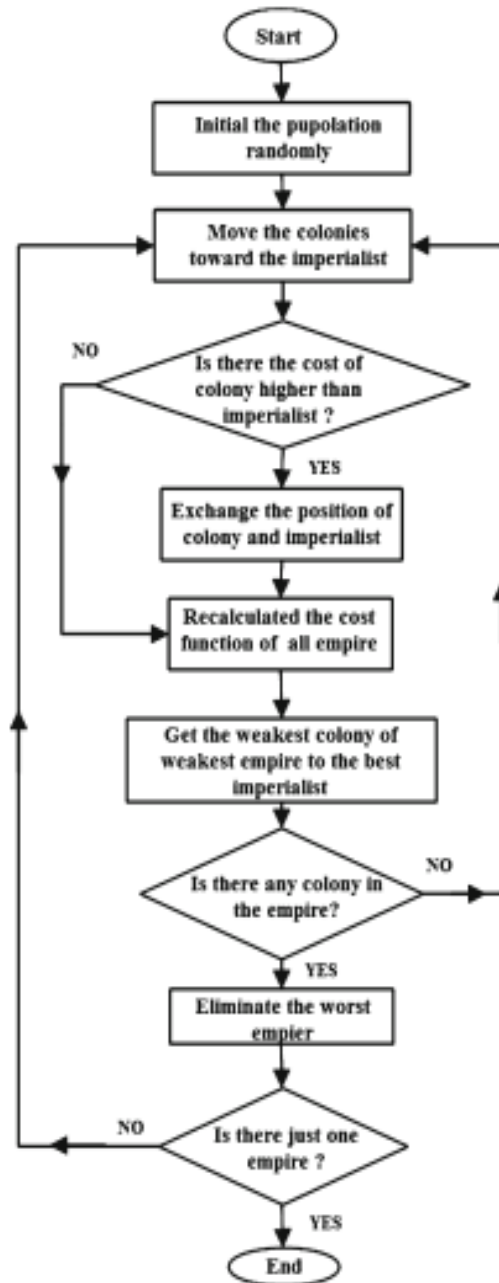 Start
Initial the pupolation
randomly
Move the colonies
toward the imperialist
NO
Is there the cost of
colony higher than
imperialist ?
YES
Exchange the position of
colony and imperialist
Recalculated the cost
function of all empire
Get the weakest colony of
weakest empire to the best
imperialist
NO
Is there any colony in
the empire?
YES
Eliminate the worst
empier
NO
Is there just one
empire ?
YES
End